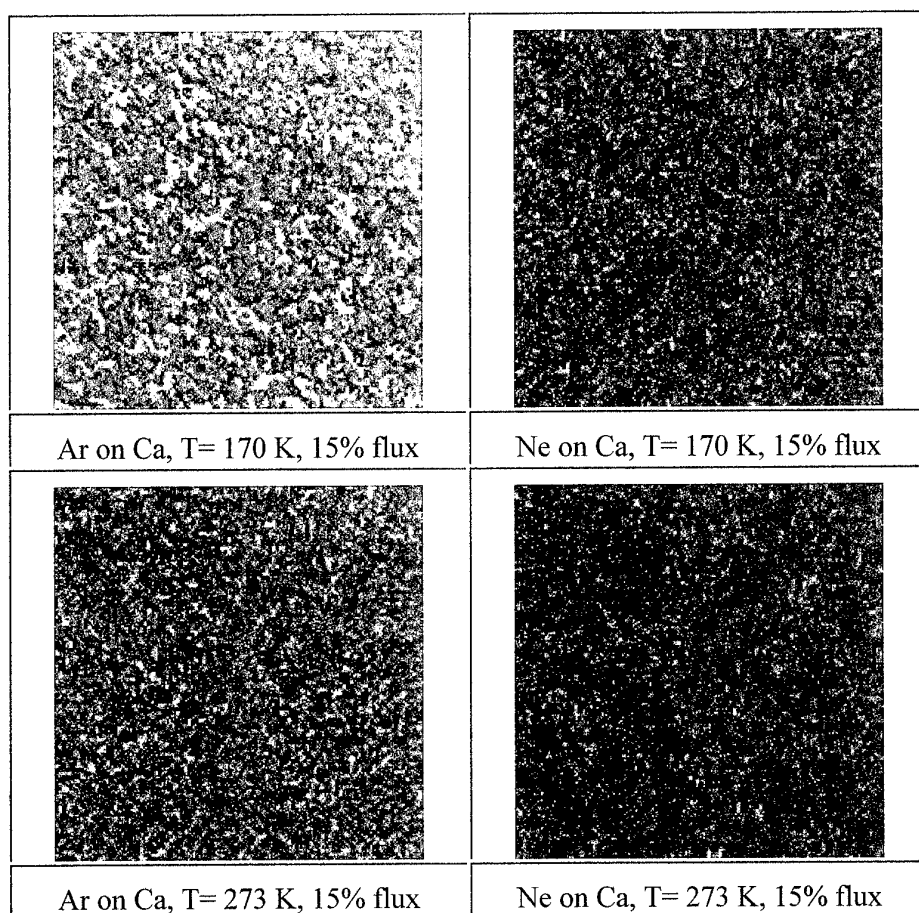 Ar on Ca, T= 170 K, 15% flux
Ne on Ca, T= 170 K, 15% flux
Ar on Ca, T= 273 K, 15% flux
Ne on Ca, T= 273 K, 15% flux